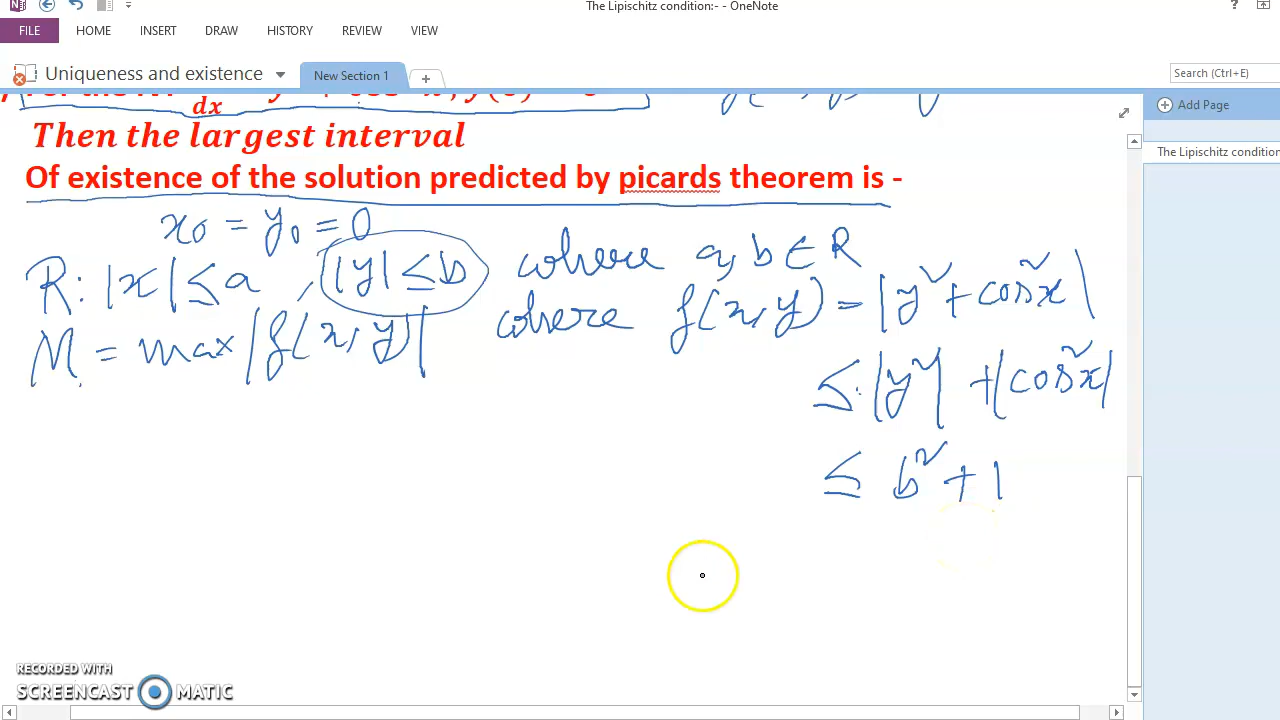 The Lipischitz condition:- - OneNote
FILE HOME INSERT DRAW HISTORY REVIEW VIEW
Uniqueness and existence New Section 1 +
Search (Ctrl+E)
Add Page
The Lipischitz condition
dx
Then the largest interval
Of existence of the solution predicted by picards theorem is -
x₀ = y₀ = 0
R: |x| ≤ a, |y| ≤ b where a, b ∈ R
M = max |f(x, y)| where f(x, y) = |y² + cos²x|
≤ |y²| + |cos²x|
≤ b² + 1
RECORDED WITH
SCREENCAST MATIC